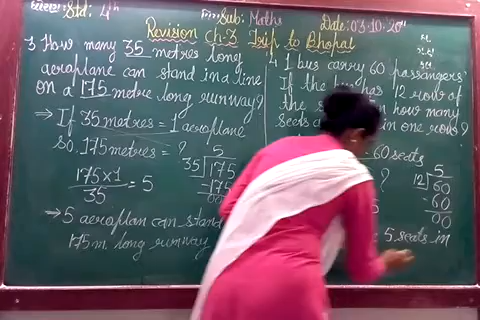 Std: 4th
Sub: Maths
Date: 03-10-20
Revision Ch-3 Trip to Bhopal
3 How many 35 metres long
aeroplane can stand in a line
on a 175 metre long runway?
⇒ If 35 metres = 1 aeroplane
So. 175 metres = ?
175×1
35
= 5
5
35 175
-175
00
⇒ 5 aeroplan can stand
175 m. long runway
4 1 bus carry 60 passangers
If the has 12 row of
the how many
seats in one row?
60 seats
?
5
12 60
-60
00
= 5 seats in